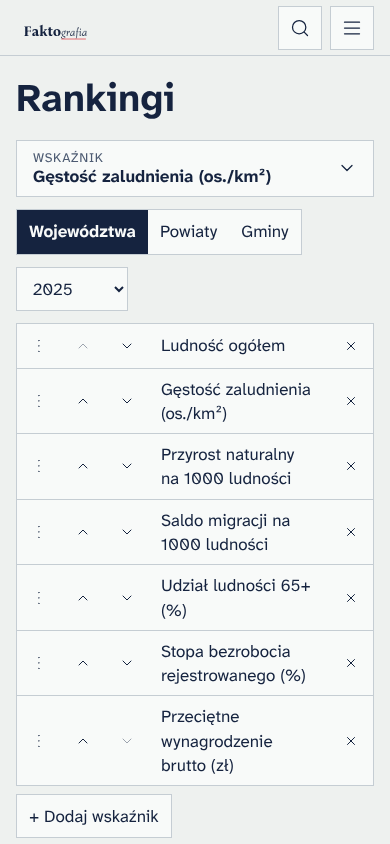 Faktografia
Rankingi
WSKAŹNIK
Gęstość zaludnienia (os./km²)
Województwa Powiaty Gminy
2025
Ludność ogółem
Gęstość zaludnienia
(os./km²)
Przyrost naturalny
na 1000 ludności
Saldo migracji na
1000 ludności
Udział ludności 65+
(%)
Stopa bezrobocia
rejestrowanego (%)
Przeciętne
wynagrodzenie
brutto (zł)
+ Dodaj wskaźnik